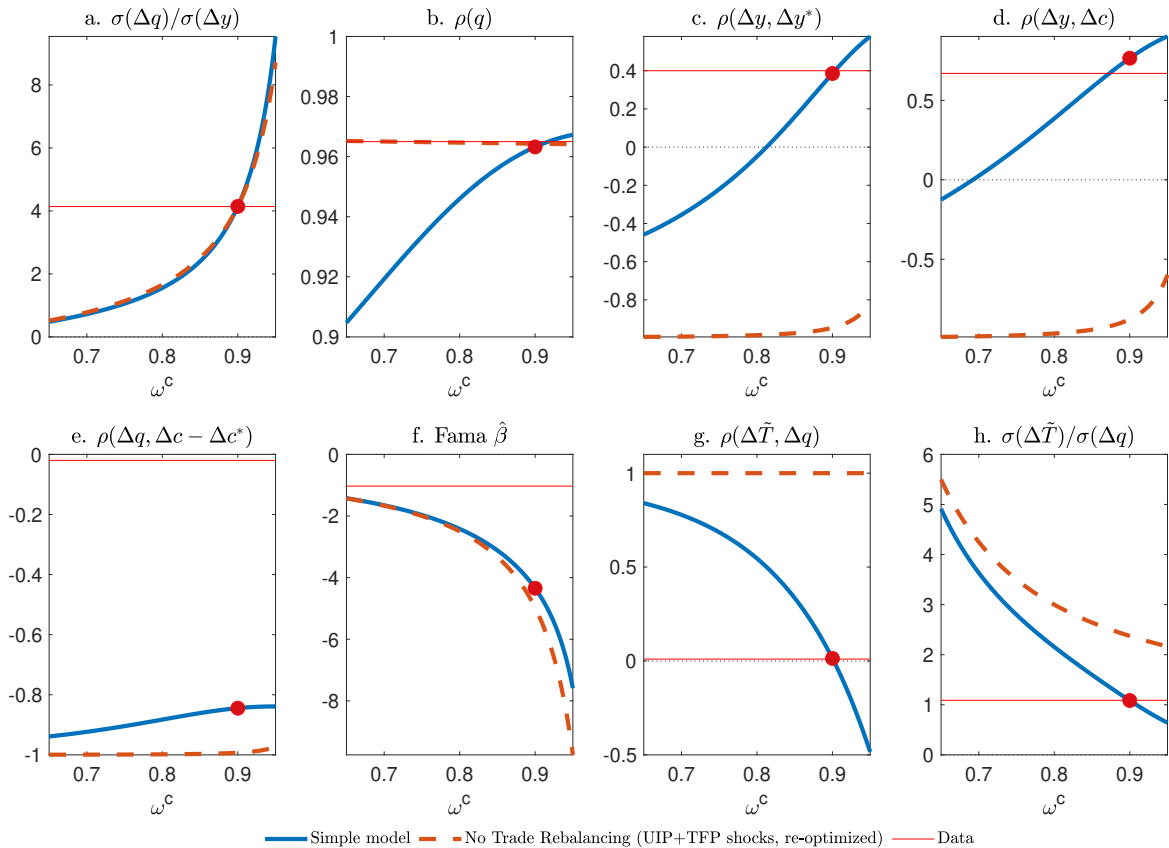 a. σ(Δq)/σ(Δy)
8
6
4
2
0
0.7 0.8 0.9
ω^c
b. ρ(q)
1
0.98
0.96
0.94
0.92
0.9
0.7 0.8 0.9
ω^c
c. ρ(Δy, Δy*)
0.4
0.2
0
-0.2
-0.4
-0.6
-0.8
0.7 0.8 0.9
ω^c
d. ρ(Δy, Δc)
0.5
0
-0.5
0.7 0.8 0.9
ω^c
e. ρ(Δq, Δc − Δc*)
0
-0.2
-0.4
-0.6
-0.8
-1
0.7 0.8 0.9
ω^c
f. Fama β̂
0
-2
-4
-6
-8
0.7 0.8 0.9
ω^c
g. ρ(ΔT̃, Δq)
1
0.5
0
-0.5
0.7 0.8 0.9
ω^c
h. σ(ΔT̃)/σ(Δq)
6
5
4
3
2
1
0
0.7 0.8 0.9
ω^c
Simple model No Trade Rebalancing (UIP+TFP shocks, re-optimized) Data